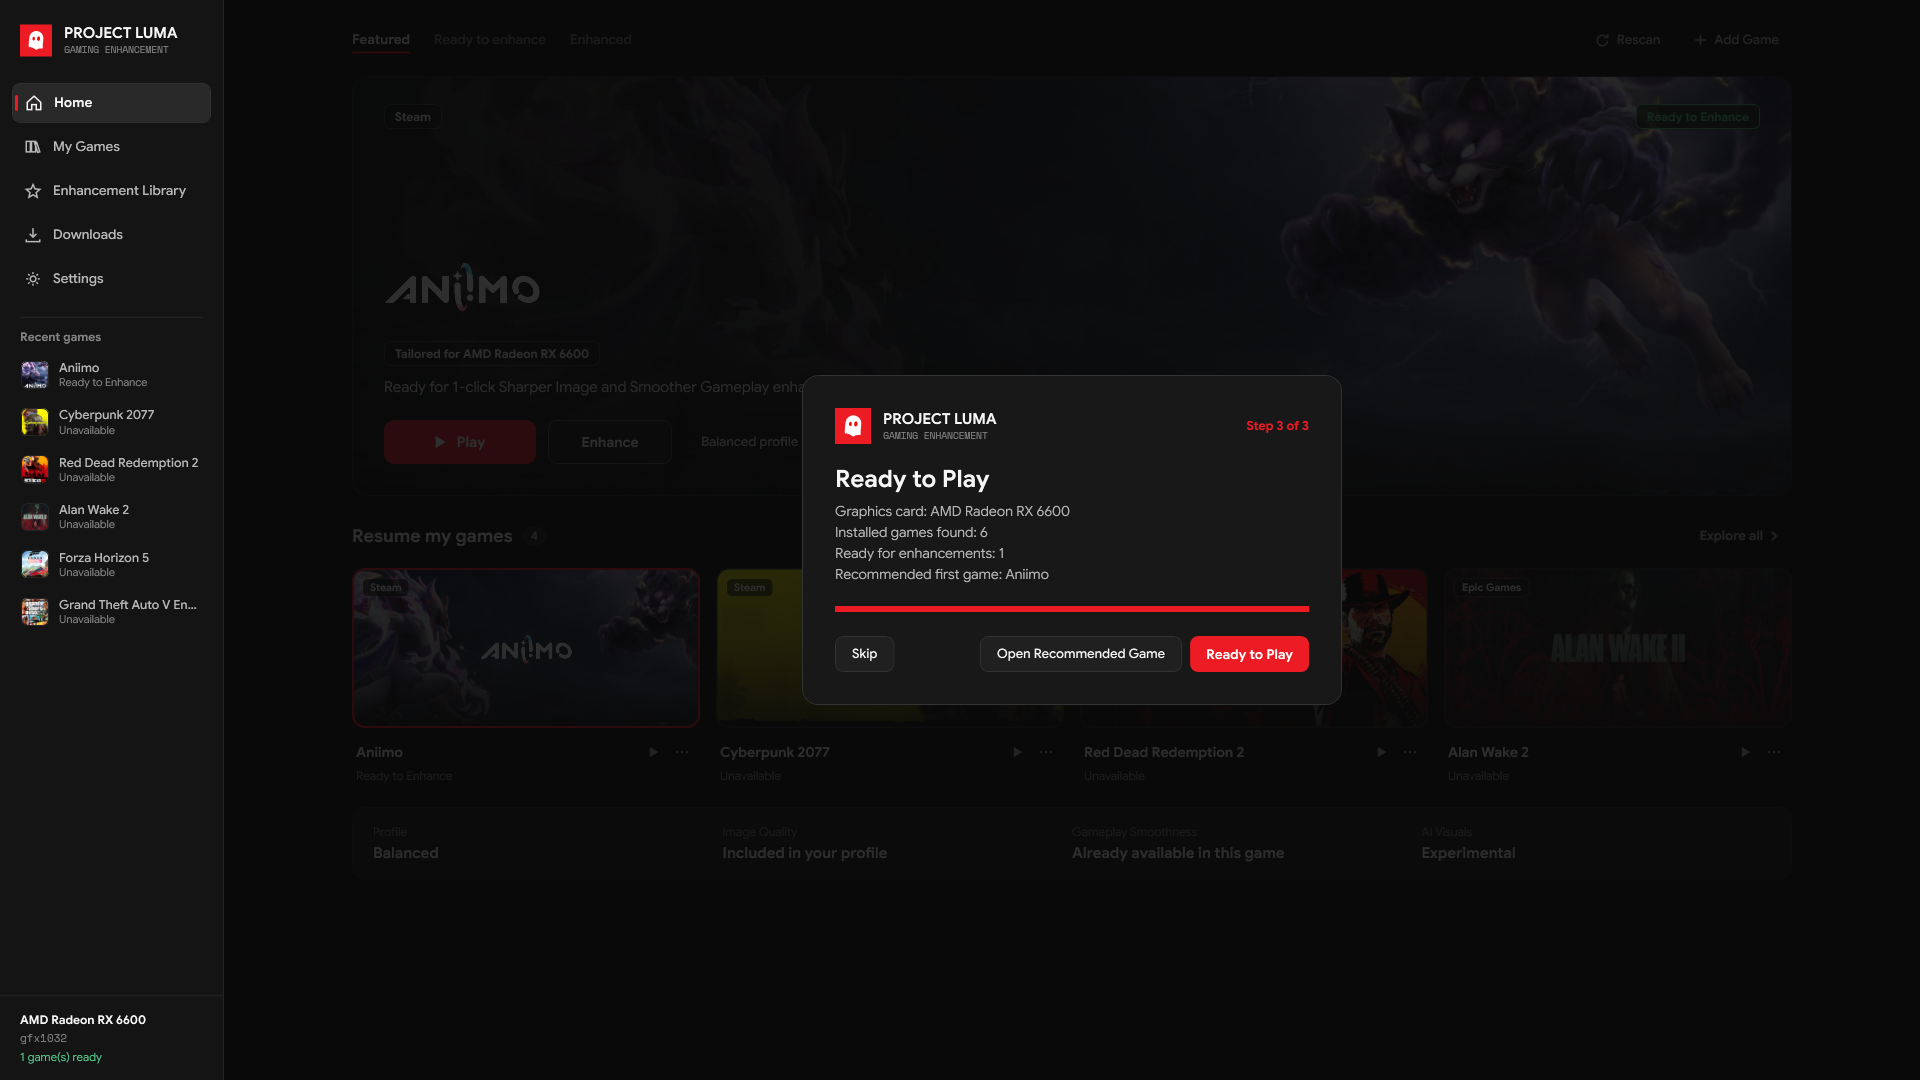 PROJECT LUMA
GAMING ENHANCEMENT
Home
My Games
Enhancement Library
Downloads
Settings
Recent games
Aniimo
Ready to Enhance
Cyberpunk 2077
Unavailable
Red Dead Redemption 2
Unavailable
Alan Wake 2
Unavailable
Forza Horizon 5
Unavailable
Grand Theft Auto V En...
Unavailable
AMD Radeon RX 6600
gfx1032
1 game(s) ready
Featured
Ready to enhance
Enhanced
Rescan
Add Game
Steam
Ready to Enhance
ANIIMO
Tailored for AMD Radeon RX 6600
Ready for 1-click Sharper Image and Smoother Gameplay
Play
Enhance
Balanced profile
PROJECT LUMA
GAMING ENHANCEMENT
Step 3 of 3
Ready to Play
Graphics card: AMD Radeon RX 6600
Installed games found: 6
Ready for enhancements: 1
Recommended first game: Aniimo
Skip
Open Recommended Game
Ready to Play
Resume my games 4
Explore all
Steam
ANIIMO
Aniimo
Ready to Enhance
Steam
Cyberpunk 2077
Unavailable
Red Dead Redemption 2
Unavailable
Epic Games
ALAN WAKE II
Alan Wake 2
Unavailable
Profile
Balanced
Image Quality
Included in your profile
Gameplay Smoothness
Already available in this game
AI Visuals
Experimental